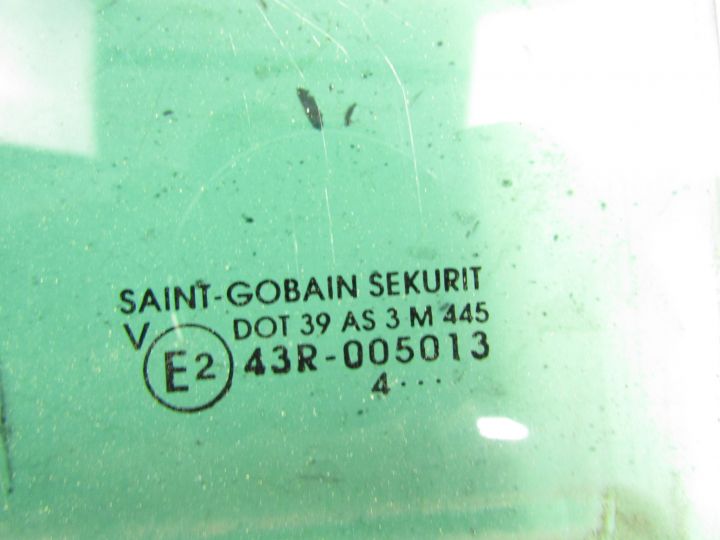 SAINT-GOBAIN SEKURIT
V DOT 39 AS 3 M 445
E2 43R-005013
4...